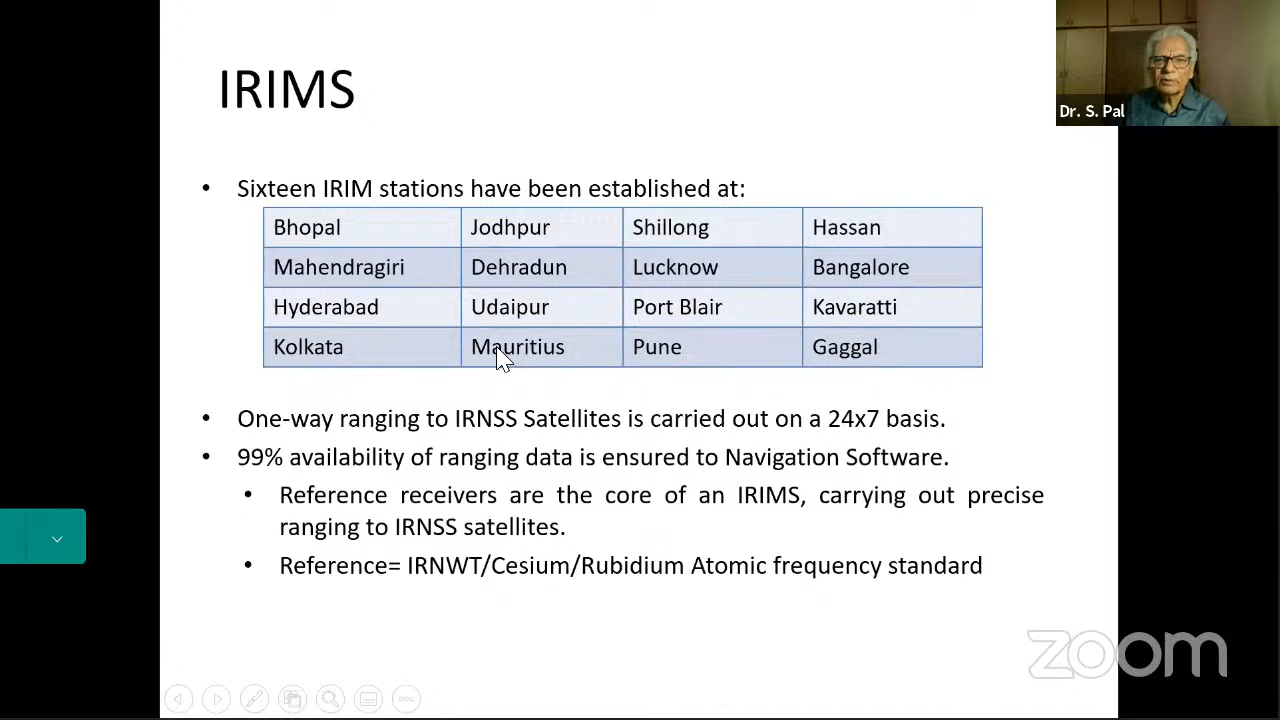 IRIMS
Dr. S. Pal
• Sixteen IRIM stations have been established at:
Bhopal Jodhpur Shillong Hassan
Mahendragiri Dehradun Lucknow Bangalore
Hyderabad Udaipur Port Blair Kavaratti
Kolkata Mauritius Pune Gaggal
• One-way ranging to IRNSS Satellites is carried out on a 24x7 basis.
• 99% availability of ranging data is ensured to Navigation Software.
• Reference receivers are the core of an IRIMS, carrying out precise
ranging to IRNSS satellites.
• Reference= IRNWT/Cesium/Rubidium Atomic frequency standard
zoom